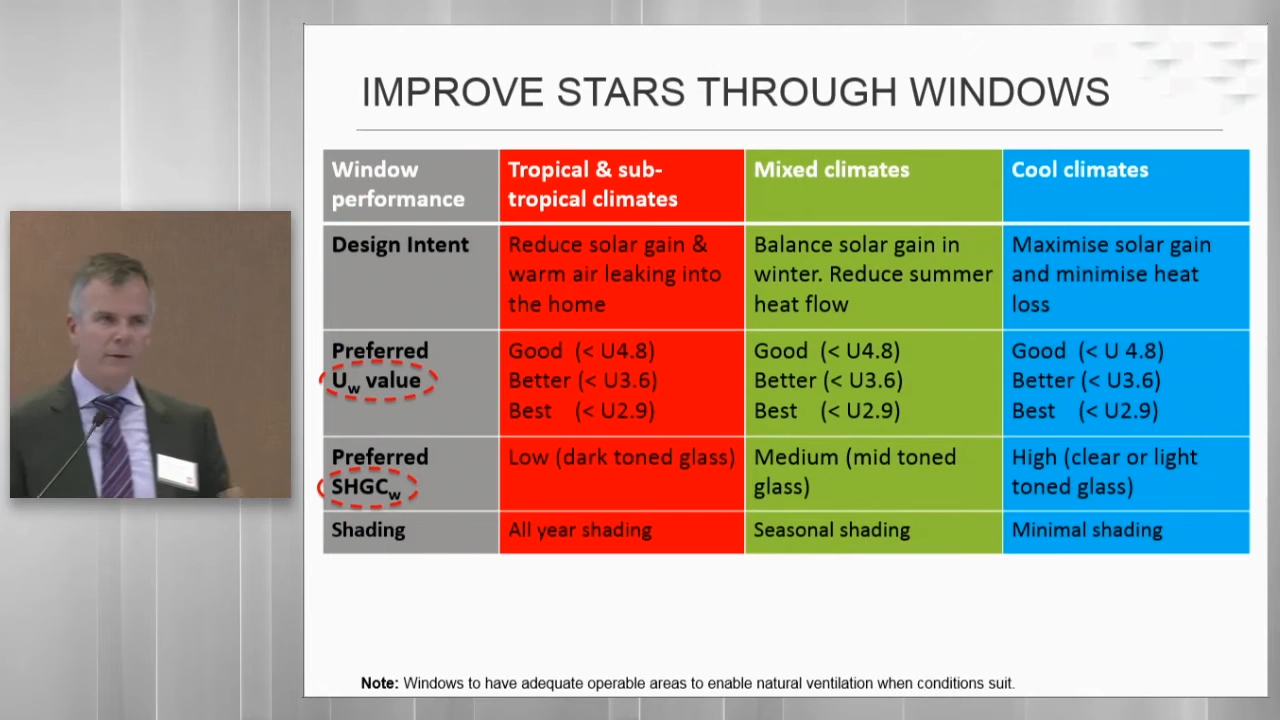 IMPROVE STARS THROUGH WINDOWS
Window
performance
Tropical & sub-
tropical climates
Mixed climates
Cool climates
Design Intent
Reduce solar gain &
warm air leaking into
the home
Balance solar gain in
winter. Reduce summer
heat flow
Maximise solar gain
and minimise heat
loss
Preferred
Uw value
Good (< U4.8)
Better (< U3.6)
Best (< U2.9)
Good (< U4.8)
Better (< U3.6)
Best (< U2.9)
Good (< U 4.8)
Better (< U3.6)
Best (< U2.9)
Preferred
SHGCw
Low (dark toned glass)
Medium (mid toned
glass)
High (clear or light
toned glass)
Shading
All year shading
Seasonal shading
Minimal shading
Note: Windows to have adequate operable areas to enable natural ventilation when conditions suit.